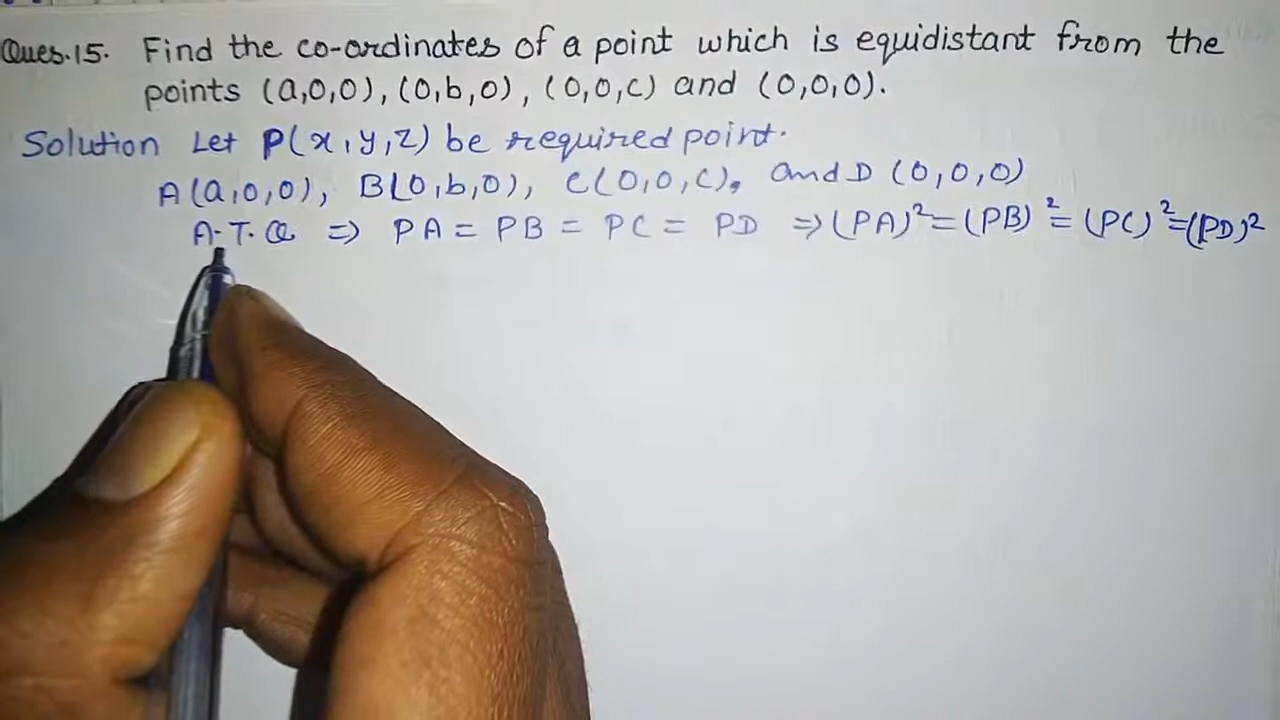 Ques.15. Find the co-ordinates of a point which is equidistant from the
points (a,0,0), (0,b,0), (0,0,c) and (0,0,0).
Solution Let P(x,y,z) be required point.
A(a,0,0), B(0,b,0), C(0,0,c), and D (0,0,0)
A.T.Q ⇒ PA = PB = PC = PD ⇒ (PA)² = (PB)² = (PC)² = (PD)²